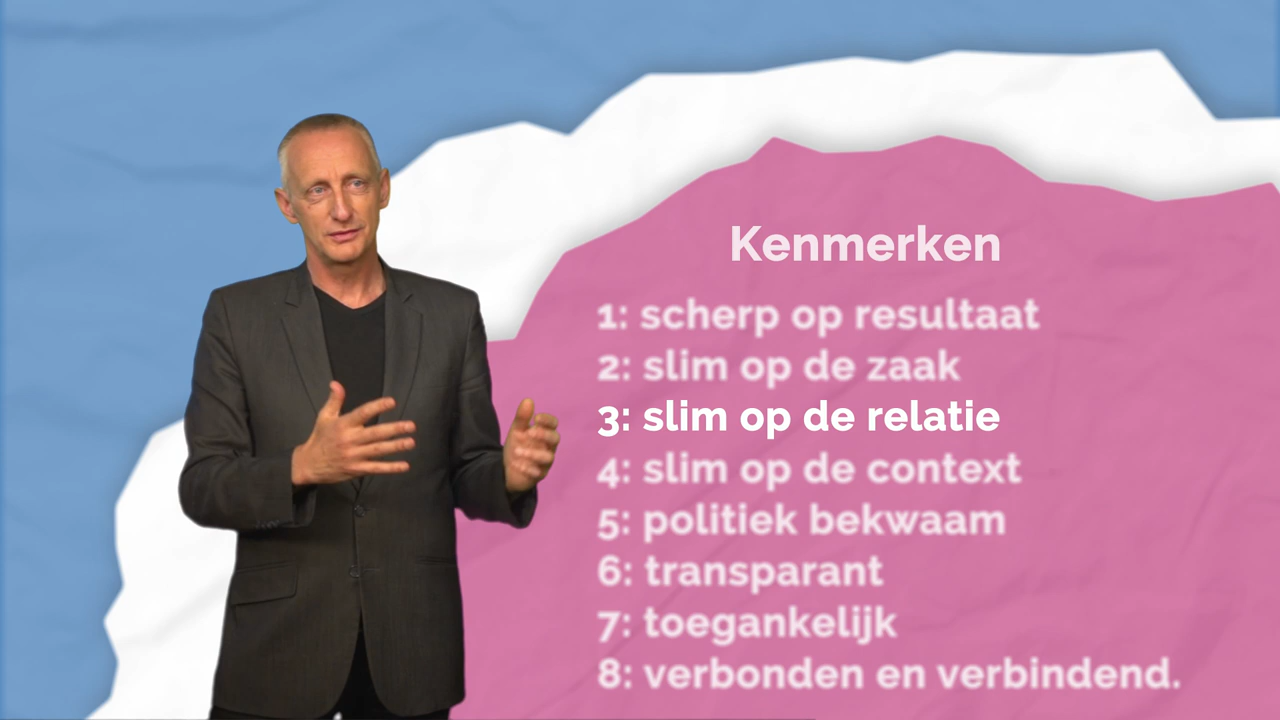 Kenmerken
1: scherp op resultaat
2: slim op de zaak
3: slim op de relatie
4: slim op de context
5: politiek bekwaam
6: transparant
7: toegankelijk
8: verbonden en verbindend.